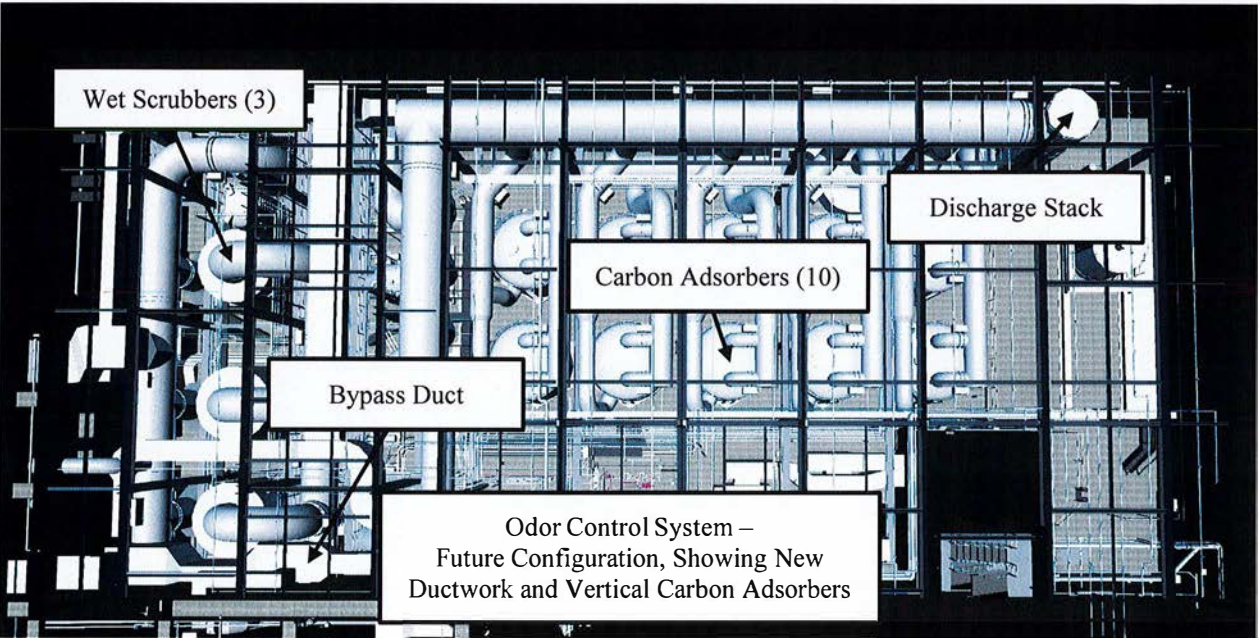 Wet Scrubbers (3)
Discharge Stack
Carbon Adsorbers (10)
Bypass Duct
Odor Control System –
Future Configuration, Showing New
Ductwork and Vertical Carbon Adsorbers